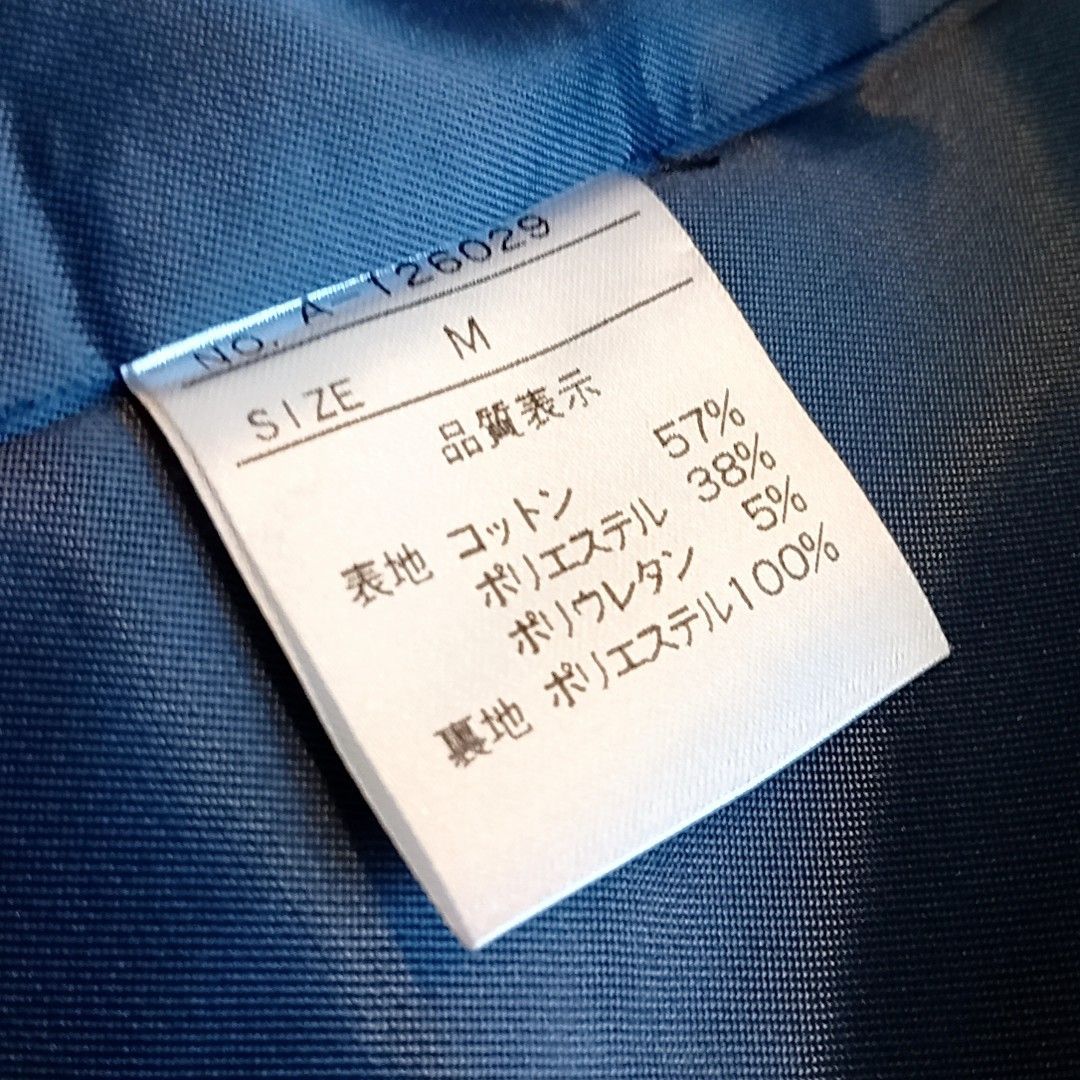 NO. A-126029
SIZE M
品質表示
表地 コットン 57%
ポリエステル 38%
ポリウレタン 5%
裏地 ポリエステル100%